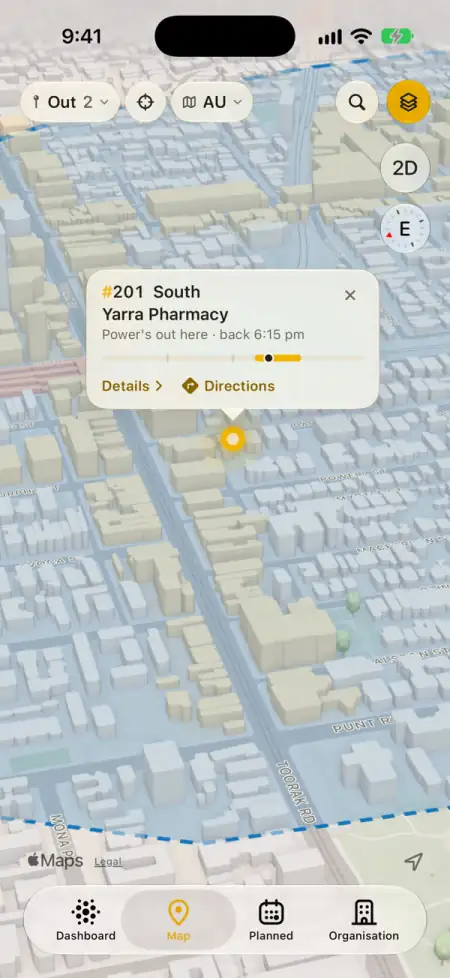 9:41
Out 2
AU
2D
E
#201 South
Yarra Pharmacy
Power's out here · back 6:15 pm
Details
Directions
PUNT R
TOORAK RD
MONA P
Maps
Legal
Dashboard
Map
Planned
Organisation